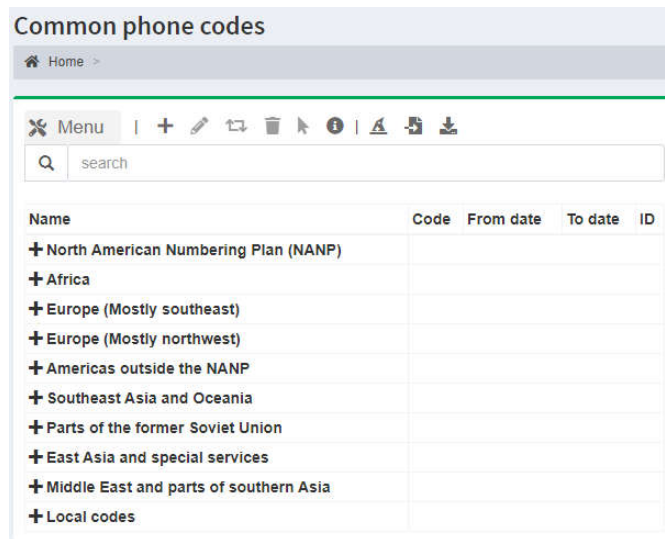 Common phone codes
Home >
Menu
search
Name Code From date To date ID
North American Numbering Plan (NANP)
Africa
Europe (Mostly southeast)
Europe (Mostly northwest)
Americas outside the NANP
Southeast Asia and Oceania
Parts of the former Soviet Union
East Asia and special services
Middle East and parts of southern Asia
Local codes